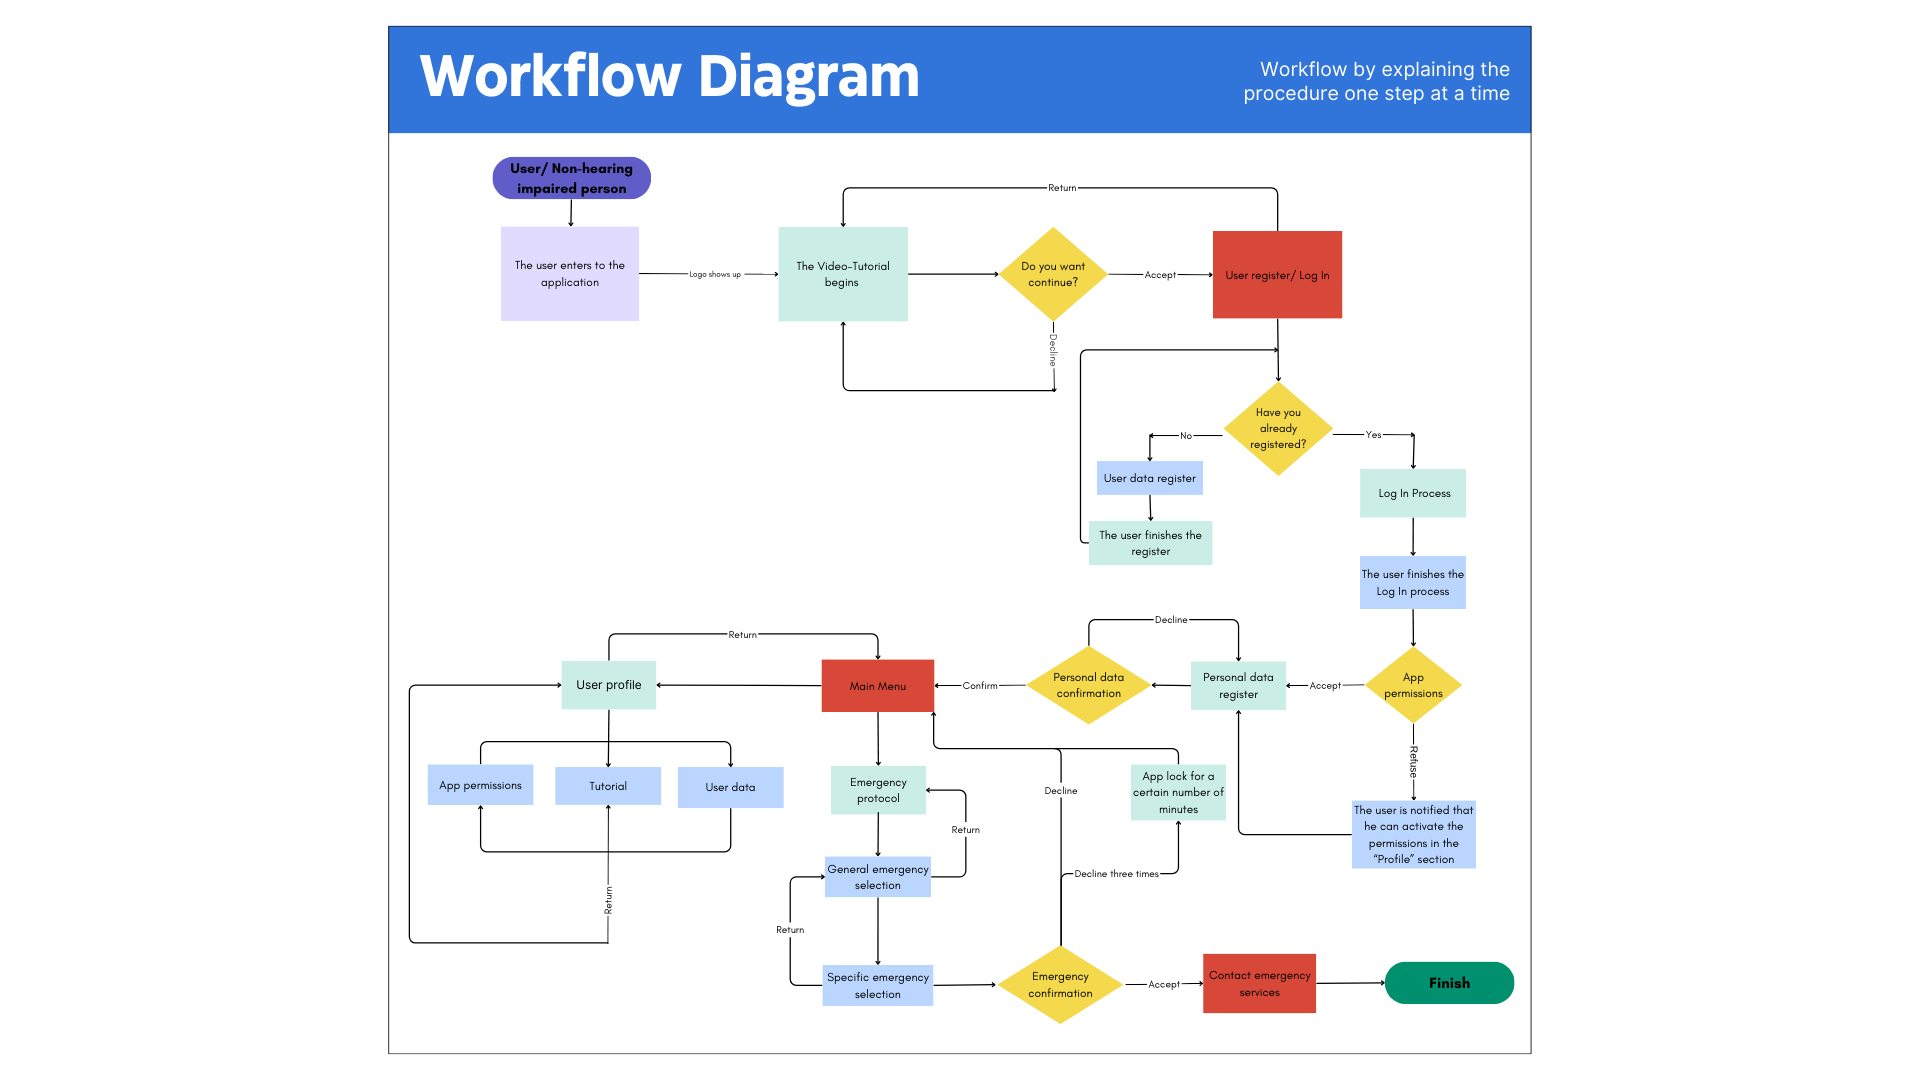 Workflow Diagram
Workflow by explaining the
procedure one step at a time
User/ Non-hearing
impaired person
Return
The user enters to the
application
Logo shows up
The Video-Tutorial
begins
Do you want
continue?
Accept
User register/ Log In
Decline
Have you
already
registered?
No
Yes
User data register
Log In Process
The user finishes the
register
The user finishes the
Log In process
Decline
Return
User profile
Main Menu
Confirm
Personal data
confirmation
Personal data
register
Accept
App
permissions
Refuse
App permissions
Tutorial
User data
Emergency
protocol
Decline
App lock for a
certain number of
minutes
The user is notified that
he can activate the
permissions in the
“Profile” section
Return
General emergency
selection
Decline three times
Return
Return
Specific emergency
selection
Emergency
confirmation
Accept
Contact emergency
services
Finish